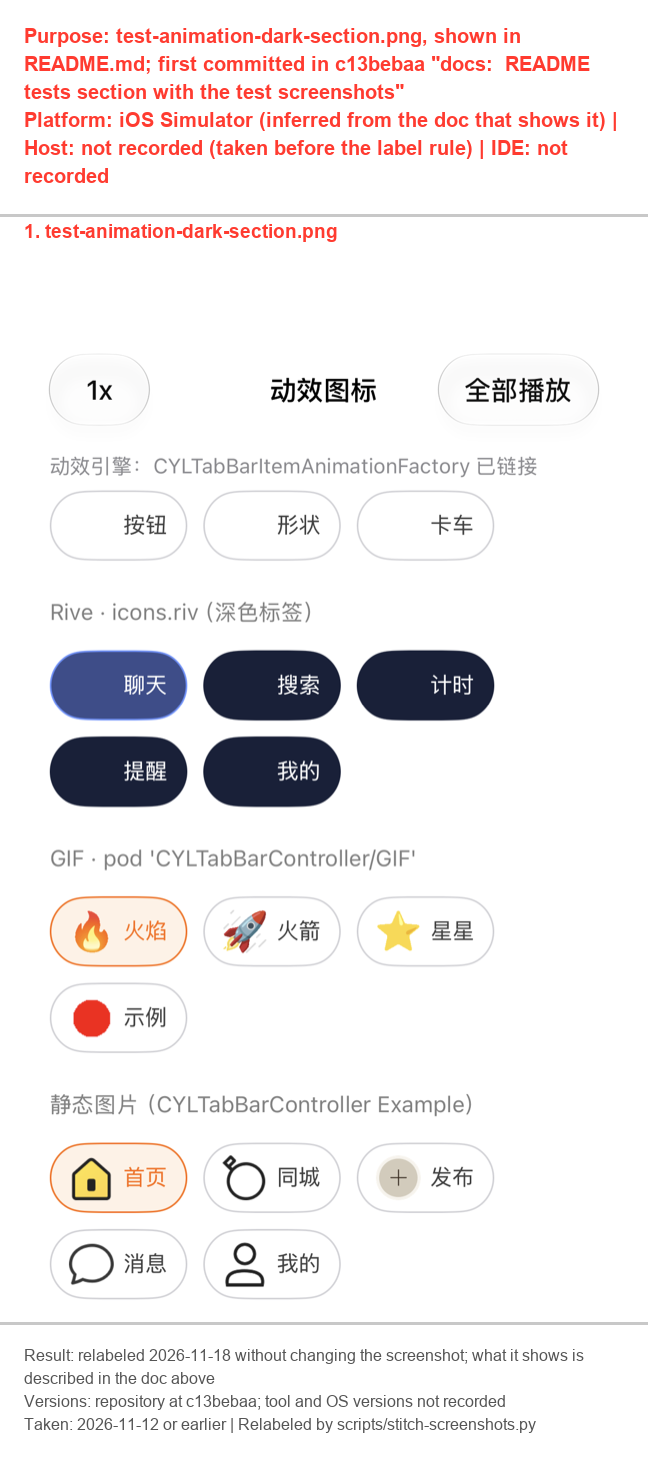 Purpose: test-animation-dark-section.png, shown in
README.md; first committed in c13bebaa "docs:  README
tests section with the test screenshots"
Platform: iOS Simulator (inferred from the doc that shows it) |
Host: not recorded (taken before the label rule) | IDE: not
recorded
1. test-animation-dark-section.png
1x 动效图标 全部播放
动效引擎：CYLTabBarItemAnimationFactory 已链接
按钮 形状 卡车
Rive · icons.riv (深色标签)
聊天 搜索 计时
提醒 我的
GIF · pod 'CYLTabBarController/GIF'
火焰 火箭 星星
示例
静态图片 (CYLTabBarController Example)
首页 同城 发布
消息 我的
Result: relabeled 2026-11-18 without changing the screenshot; what it shows is
described in the doc above
Versions: repository at c13bebaa; tool and OS versions not recorded
Taken: 2026-11-12 or earlier | Relabeled by scripts/stitch-screenshots.py